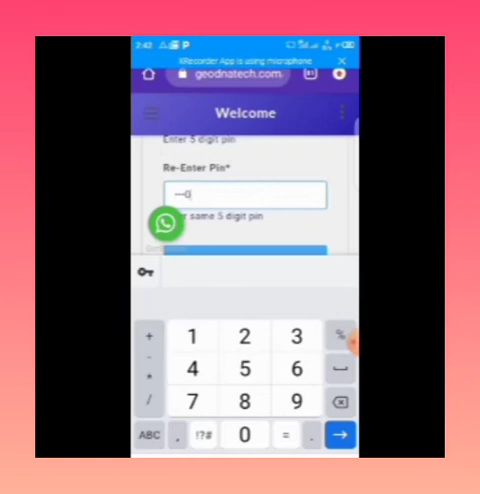 2:42
XRecorder App is using microphone
geodnatech.com
Welcome
Enter 5 digit pin
Re-Enter Pin*
---0
same 5 digit pin
+ 1 2 3 %
- 4 5 6
* 7 8 9
/
ABC , !?# 0 = .